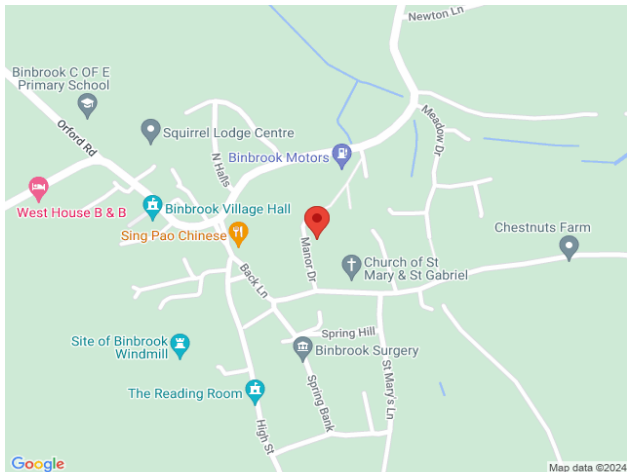 Newton Ln
Binbrook C OF E
Primary School
Orford Rd
Squirrel Lodge Centre
Meadow Dr
N Halls
Binbrook Motors
West House B & B
Binbrook Village Hall
Sing Pao Chinese
Manor Dr
Chestnuts Farm
Church of St
Mary & St Gabriel
Back Ln
Site of Binbrook
Windmill
Spring Hill
Binbrook Surgery
St Mary's Ln
The Reading Room
Spring Bank
High St
Google
Map data ©2024